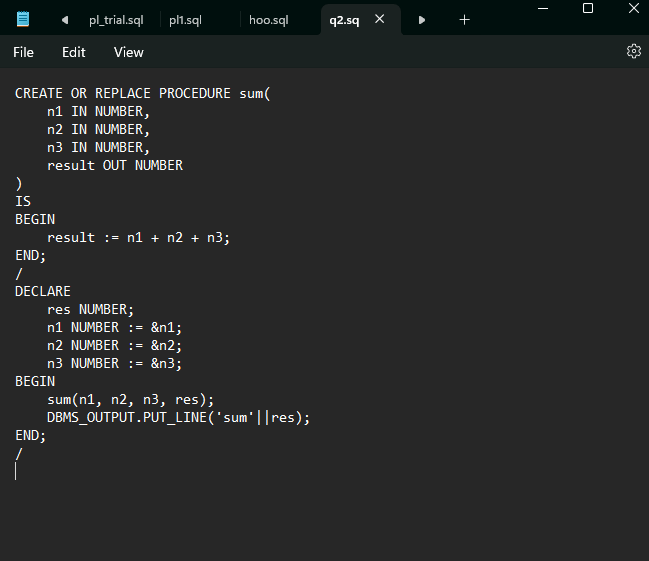 pl_trial.sql pl1.sql hoo.sql q2.sq
File Edit View
CREATE OR REPLACE PROCEDURE sum(
    n1 IN NUMBER,
    n2 IN NUMBER,
    n3 IN NUMBER,
    result OUT NUMBER
)
IS
BEGIN
    result := n1 + n2 + n3;
END;
/
DECLARE
    res NUMBER;
    n1 NUMBER := &n1;
    n2 NUMBER := &n2;
    n3 NUMBER := &n3;
BEGIN
    sum(n1, n2, n3, res);
    DBMS_OUTPUT.PUT_LINE('sum'||res);
END;
/